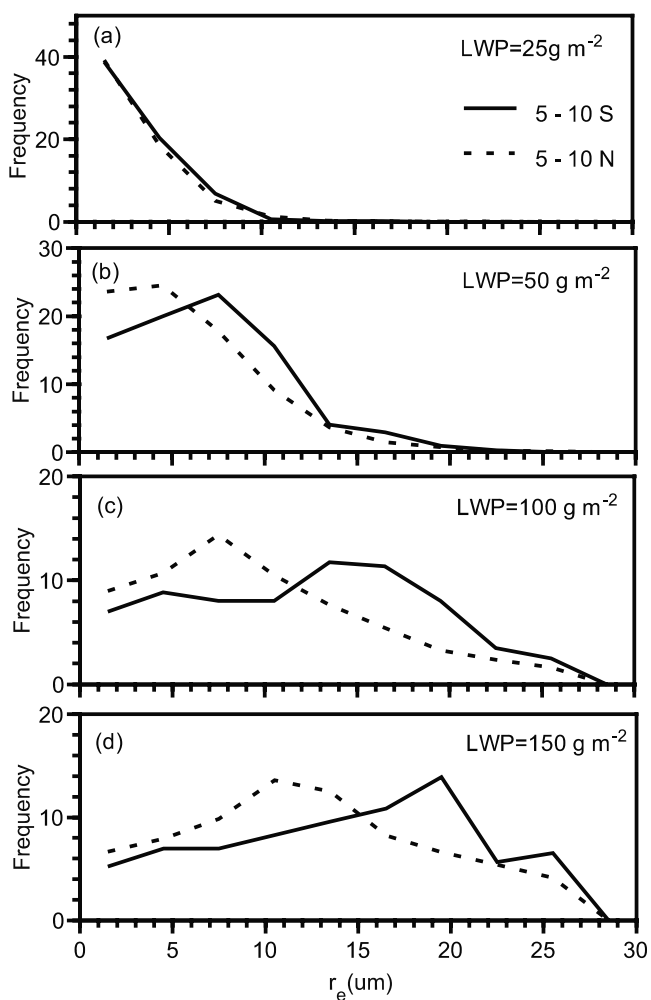 (a)
LWP=25g m-2
5 - 10 S
5 - 10 N
Frequency
40
20
0
(b)
LWP=50 g m-2
Frequency
30
20
10
0
(c)
LWP=100 g m-2
Frequency
20
10
0
(d)
LWP=150 g m-2
Frequency
20
10
0
0 5 10 15 20 25 30
r_e(um)